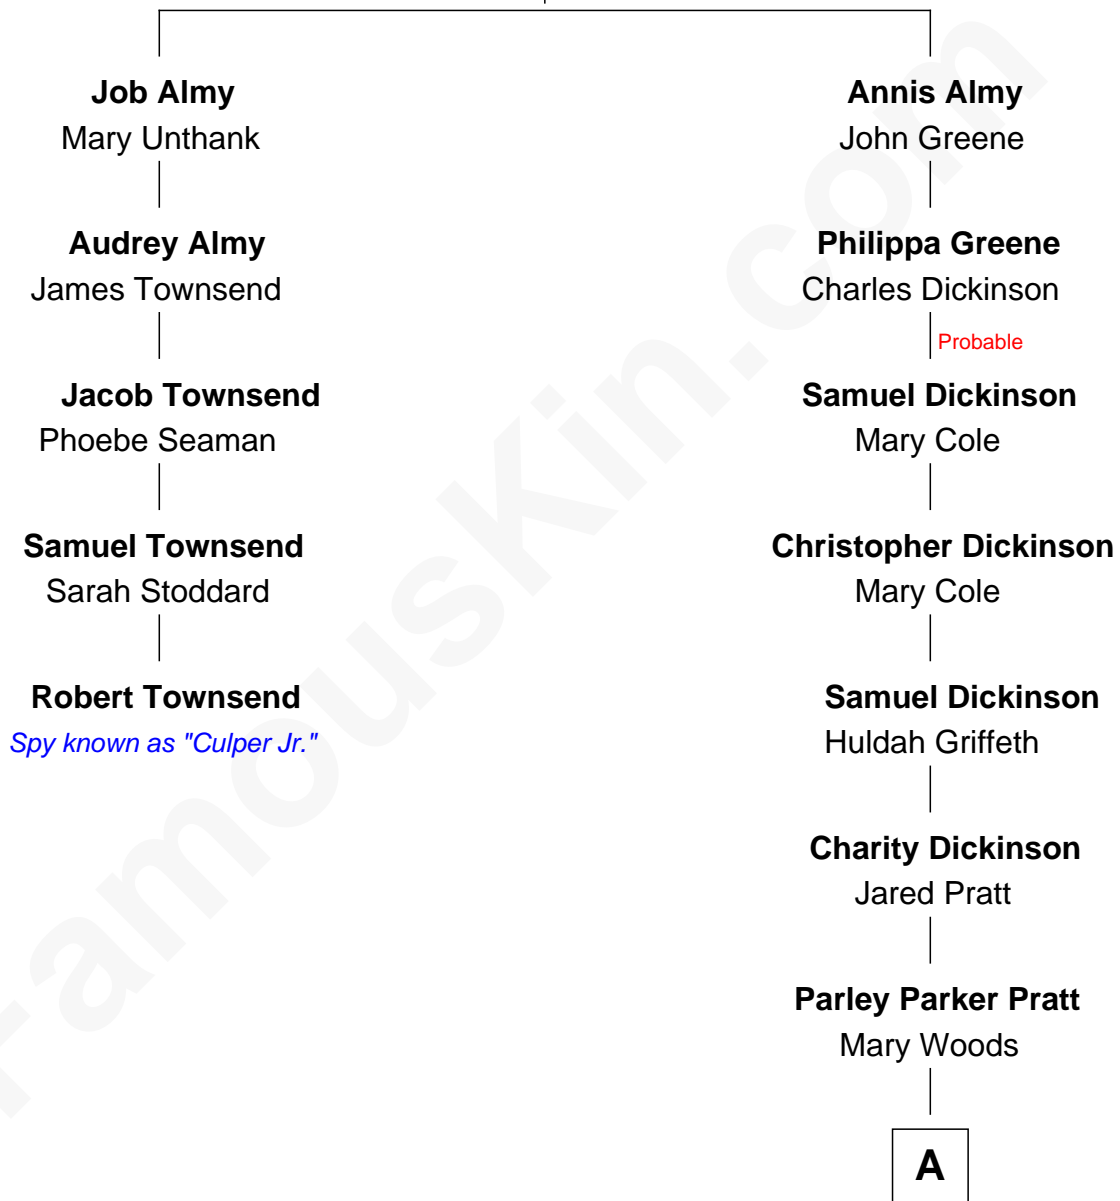 Job Almy
Mary Unthank
Audrey Almy
James Townsend
Jacob Townsend
Phoebe Seaman
Samuel Townsend
Sarah Stoddard
Robert Townsend
Spy known as "Culper Jr."
Annis Almy
John Greene
Philippa Greene
Charles Dickinson
Probable
Samuel Dickinson
Mary Cole
Christopher Dickinson
Mary Cole
Samuel Dickinson
Huldah Griffeth
Charity Dickinson
Jared Pratt
Parley Parker Pratt
Mary Woods
A
FamousKin.com